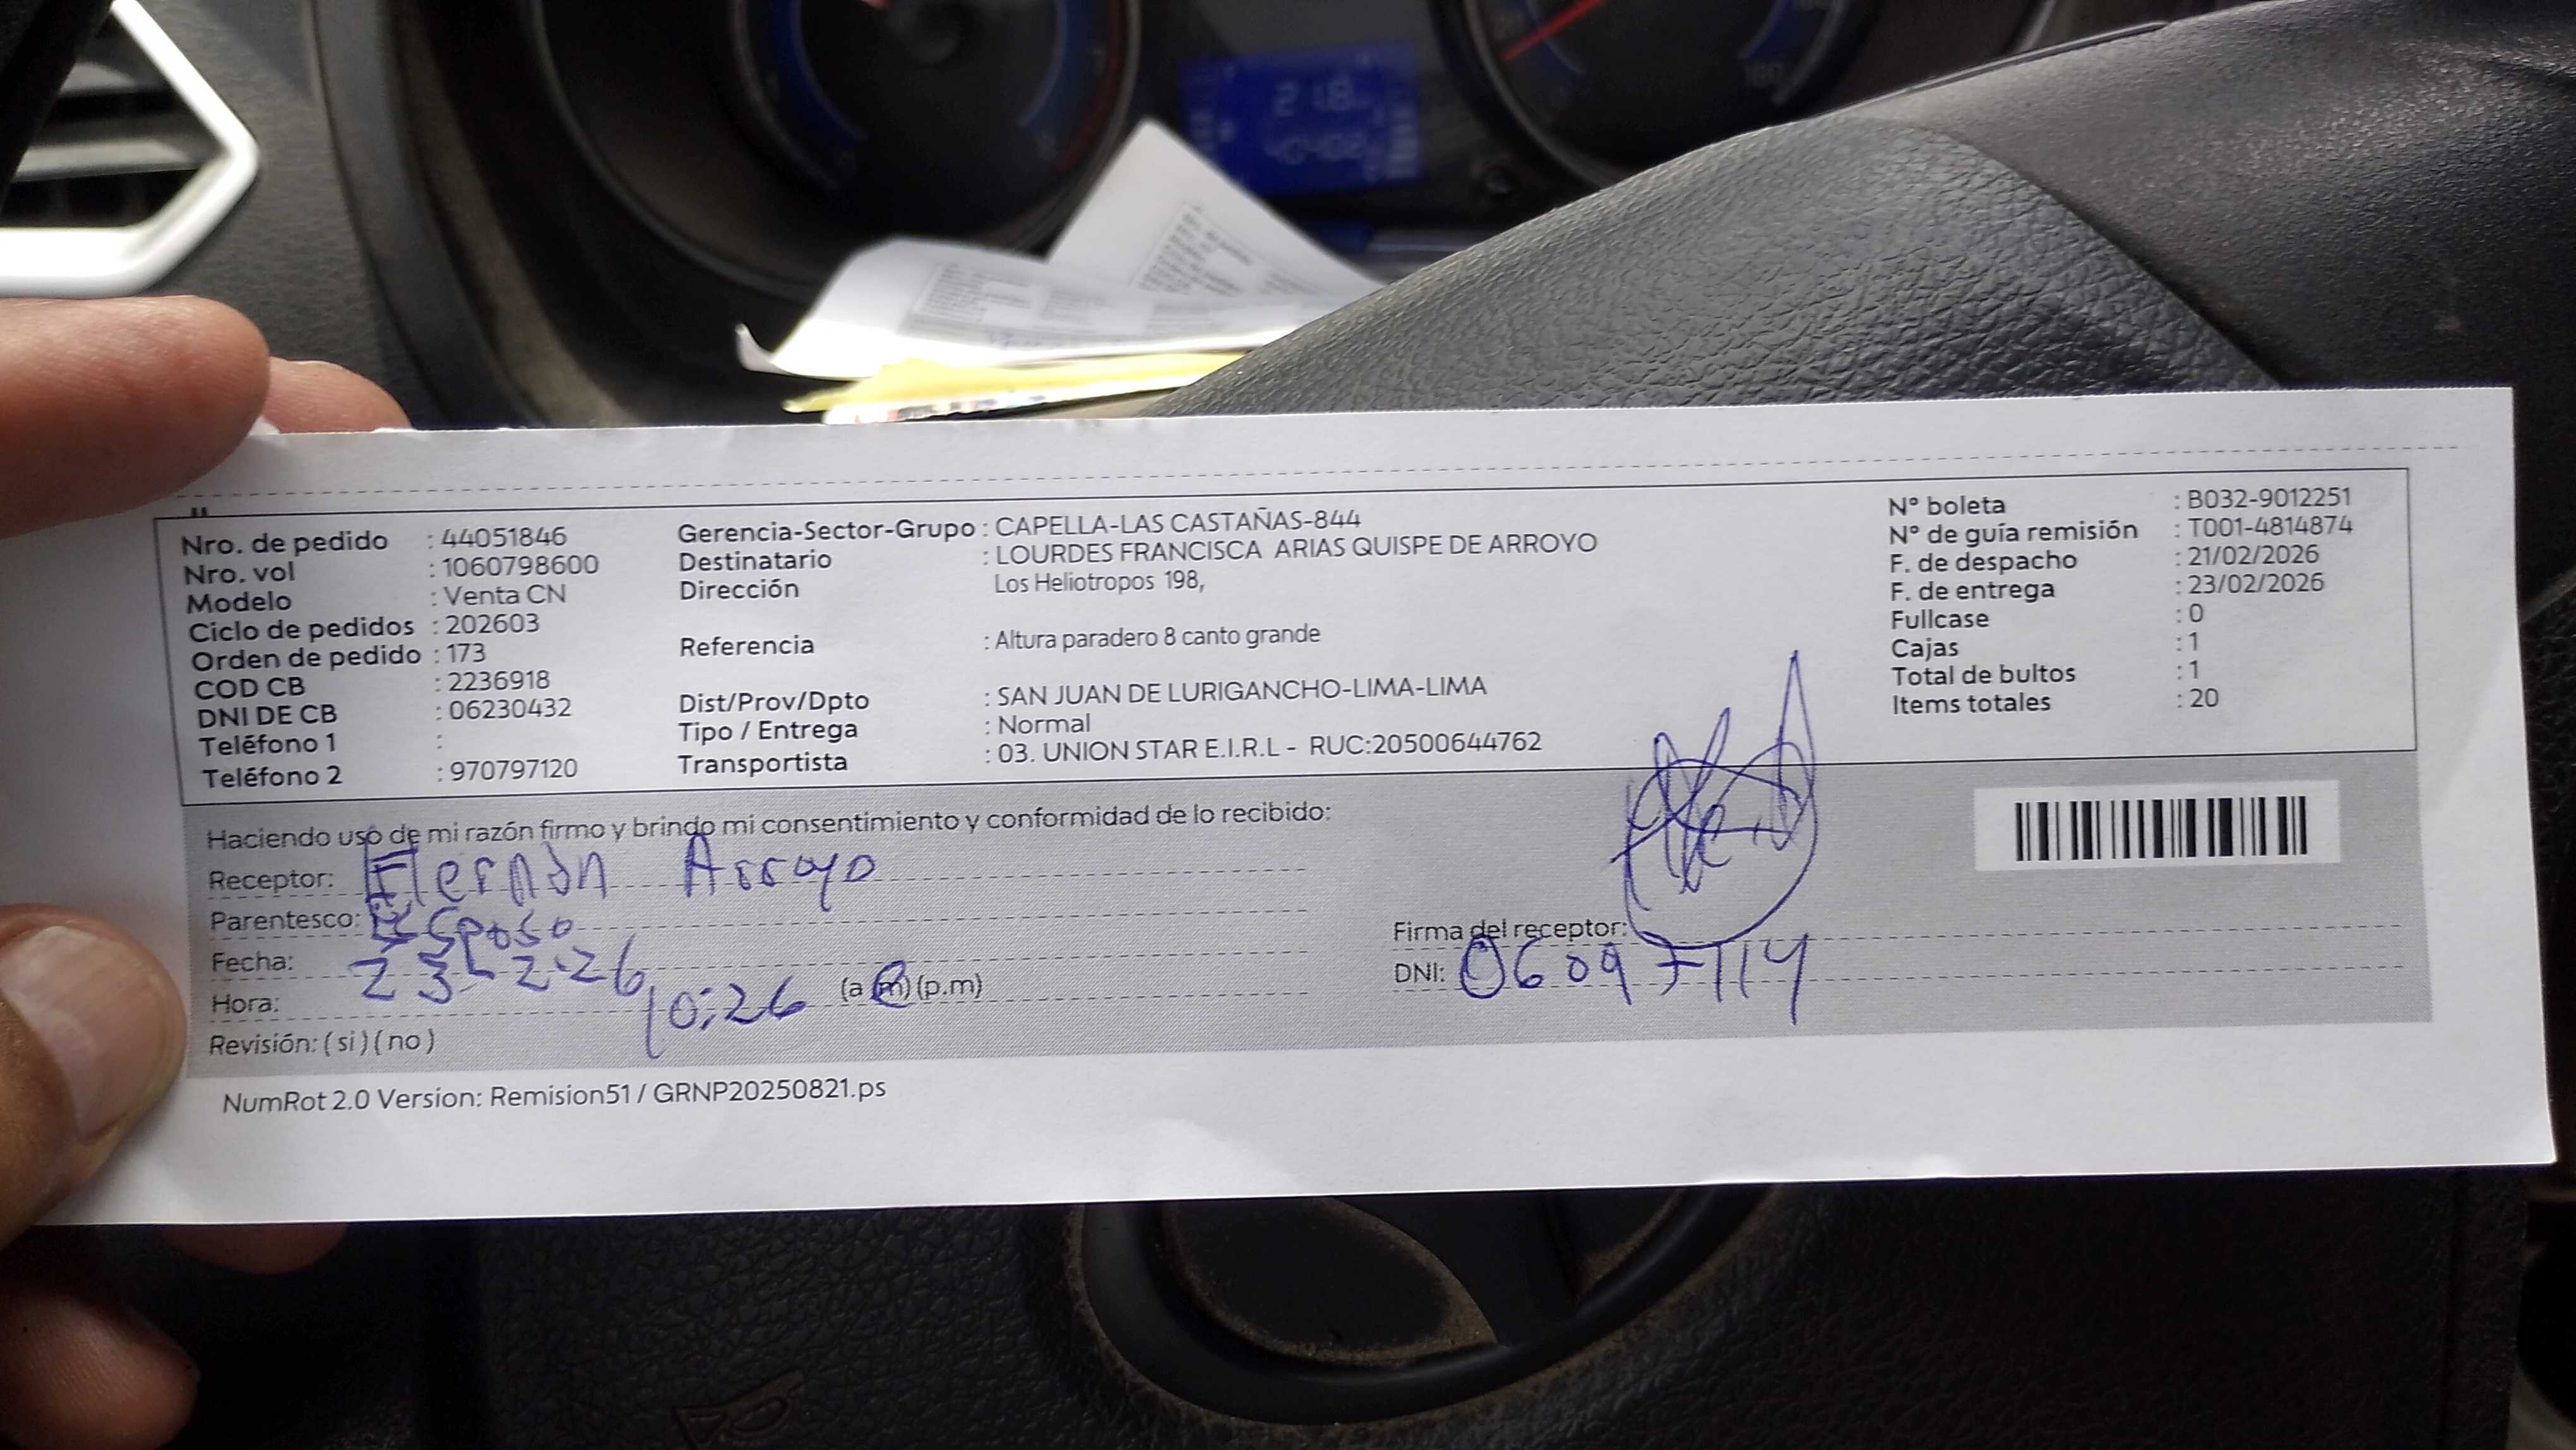 Nro. de pedido : 44051846
Nro. vol : 1060798600
Modelo : Venta CN
Ciclo de pedidos : 202603
Orden de pedido : 173
COD CB : 2236918
DNI DE CB : 06230432
Teléfono 1 :
Teléfono 2 : 970797120
Gerencia-Sector-Grupo : CAPELLA-LAS CASTAÑAS-844
Destinatario : LOURDES FRANCISCA ARIAS QUISPE DE ARROYO
Dirección Los Heliotropos 198,
Referencia : Altura paradero 8 canto grande
Dist/Prov/Dpto : SAN JUAN DE LURIGANCHO-LIMA-LIMA
Tipo / Entrega : Normal
Transportista : 03. UNION STAR E.I.R.L - RUC:20500644762
N° boleta : B032-9012251
N° de guía remisión : T001-4814874
F. de despacho : 21/02/2026
F. de entrega : 23/02/2026
Fullcase : 0
Cajas : 1
Total de bultos : 1
Items totales : 20
Haciendo uso de mi razón firmo y brindo mi consentimiento y conformidad de lo recibido:
Receptor: Hernán Arroyo
Parentesco: Esposo
Fecha: 23-2-26
Hora: 10:26 (a.m)(p.m)
Revisión: ( si ) ( no )
Firma del receptor:
DNI: 06097114
NumRot 2.0 Version: Remision51 / GRNP20250821.ps